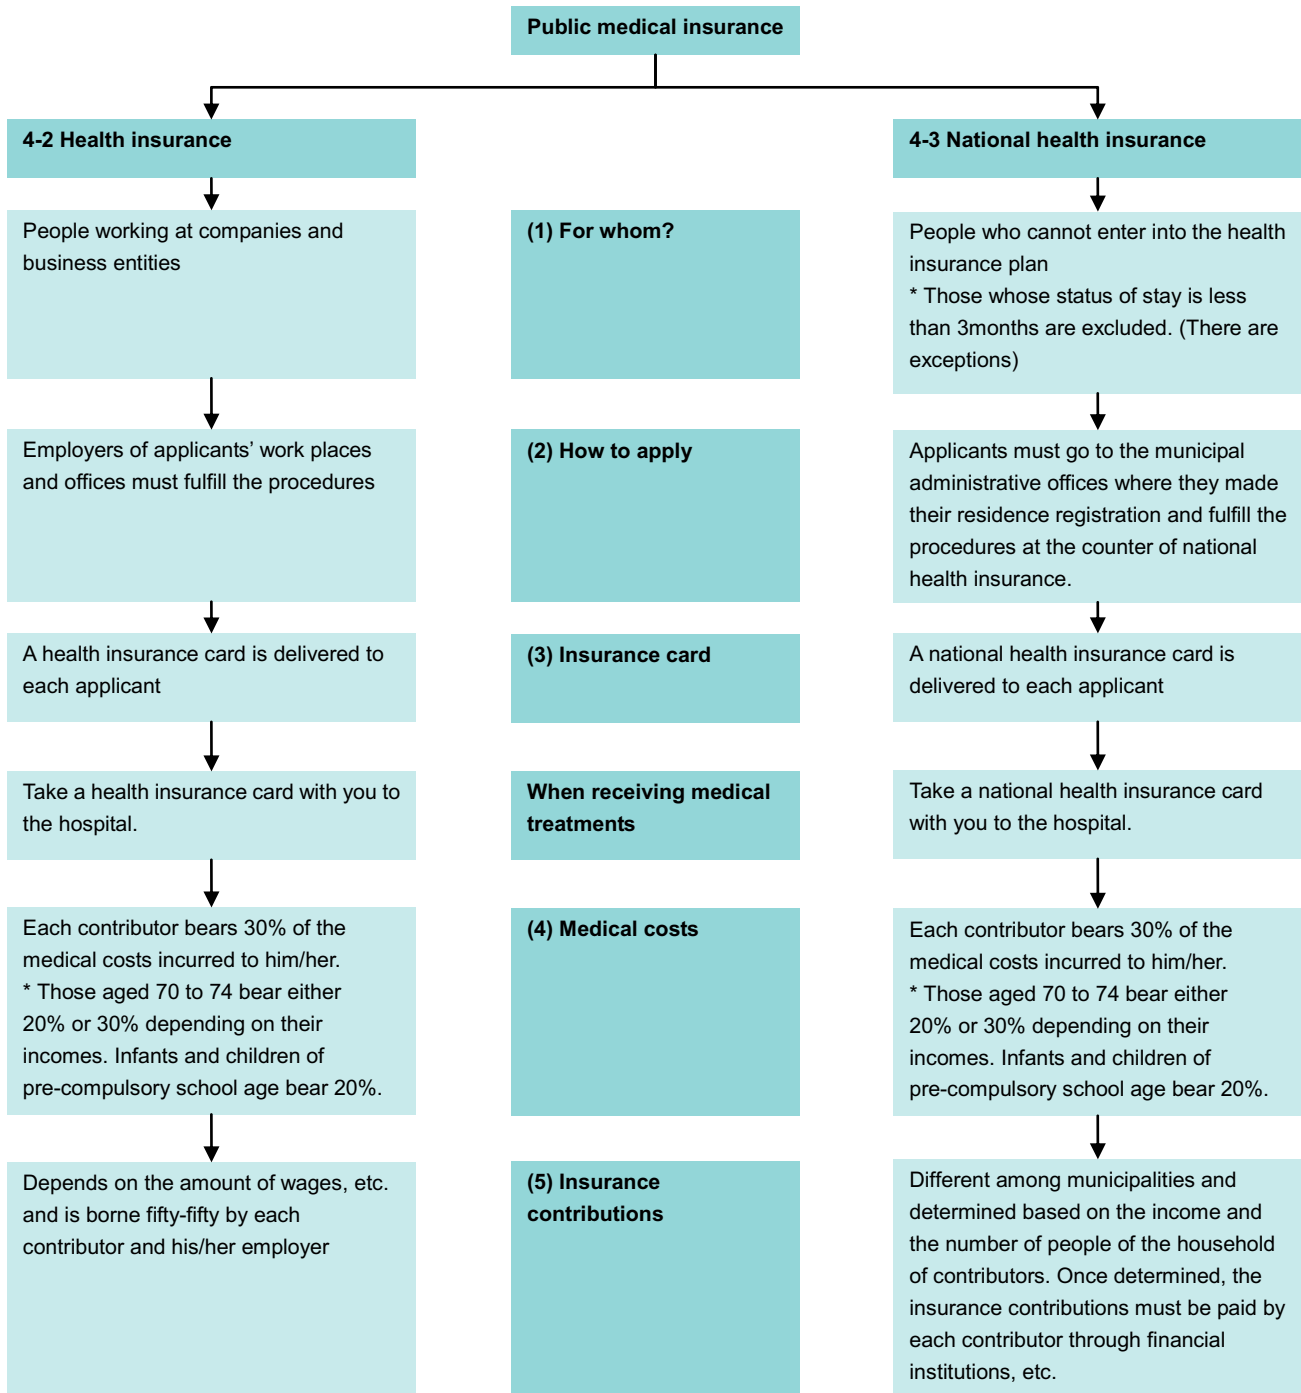 Public medical insurance
4-2 Health insurance
4-3 National health insurance
People working at companies and
business entities
(1) For whom?
People who cannot enter into the health
insurance plan
* Those whose status of stay is less
than 3months are excluded. (There are
exceptions)
Employers of applicants’ work places
and offices must fulfill the procedures
(2) How to apply
Applicants must go to the municipal
administrative offices where they made
their residence registration and fulfill the
procedures at the counter of national
health insurance.
A health insurance card is delivered to
each applicant
(3) Insurance card
A national health insurance card is
delivered to each applicant
Take a health insurance card with you to
the hospital.
When receiving medical
treatments
Take a national health insurance card
with you to the hospital.
Each contributor bears 30% of the
medical costs incurred to him/her.
* Those aged 70 to 74 bear either
20% or 30% depending on their
incomes. Infants and children of
pre-compulsory school age bear 20%.
(4) Medical costs
Each contributor bears 30% of the
medical costs incurred to him/her.
* Those aged 70 to 74 bear either
20% or 30% depending on their
incomes. Infants and children of
pre-compulsory school age bear 20%.
Depends on the amount of wages, etc.
and is borne fifty-fifty by each
contributor and his/her employer
(5) Insurance
contributions
Different among municipalities and
determined based on the income and
the number of people of the household
of contributors. Once determined, the
insurance contributions must be paid by
each contributor through financial
institutions, etc.